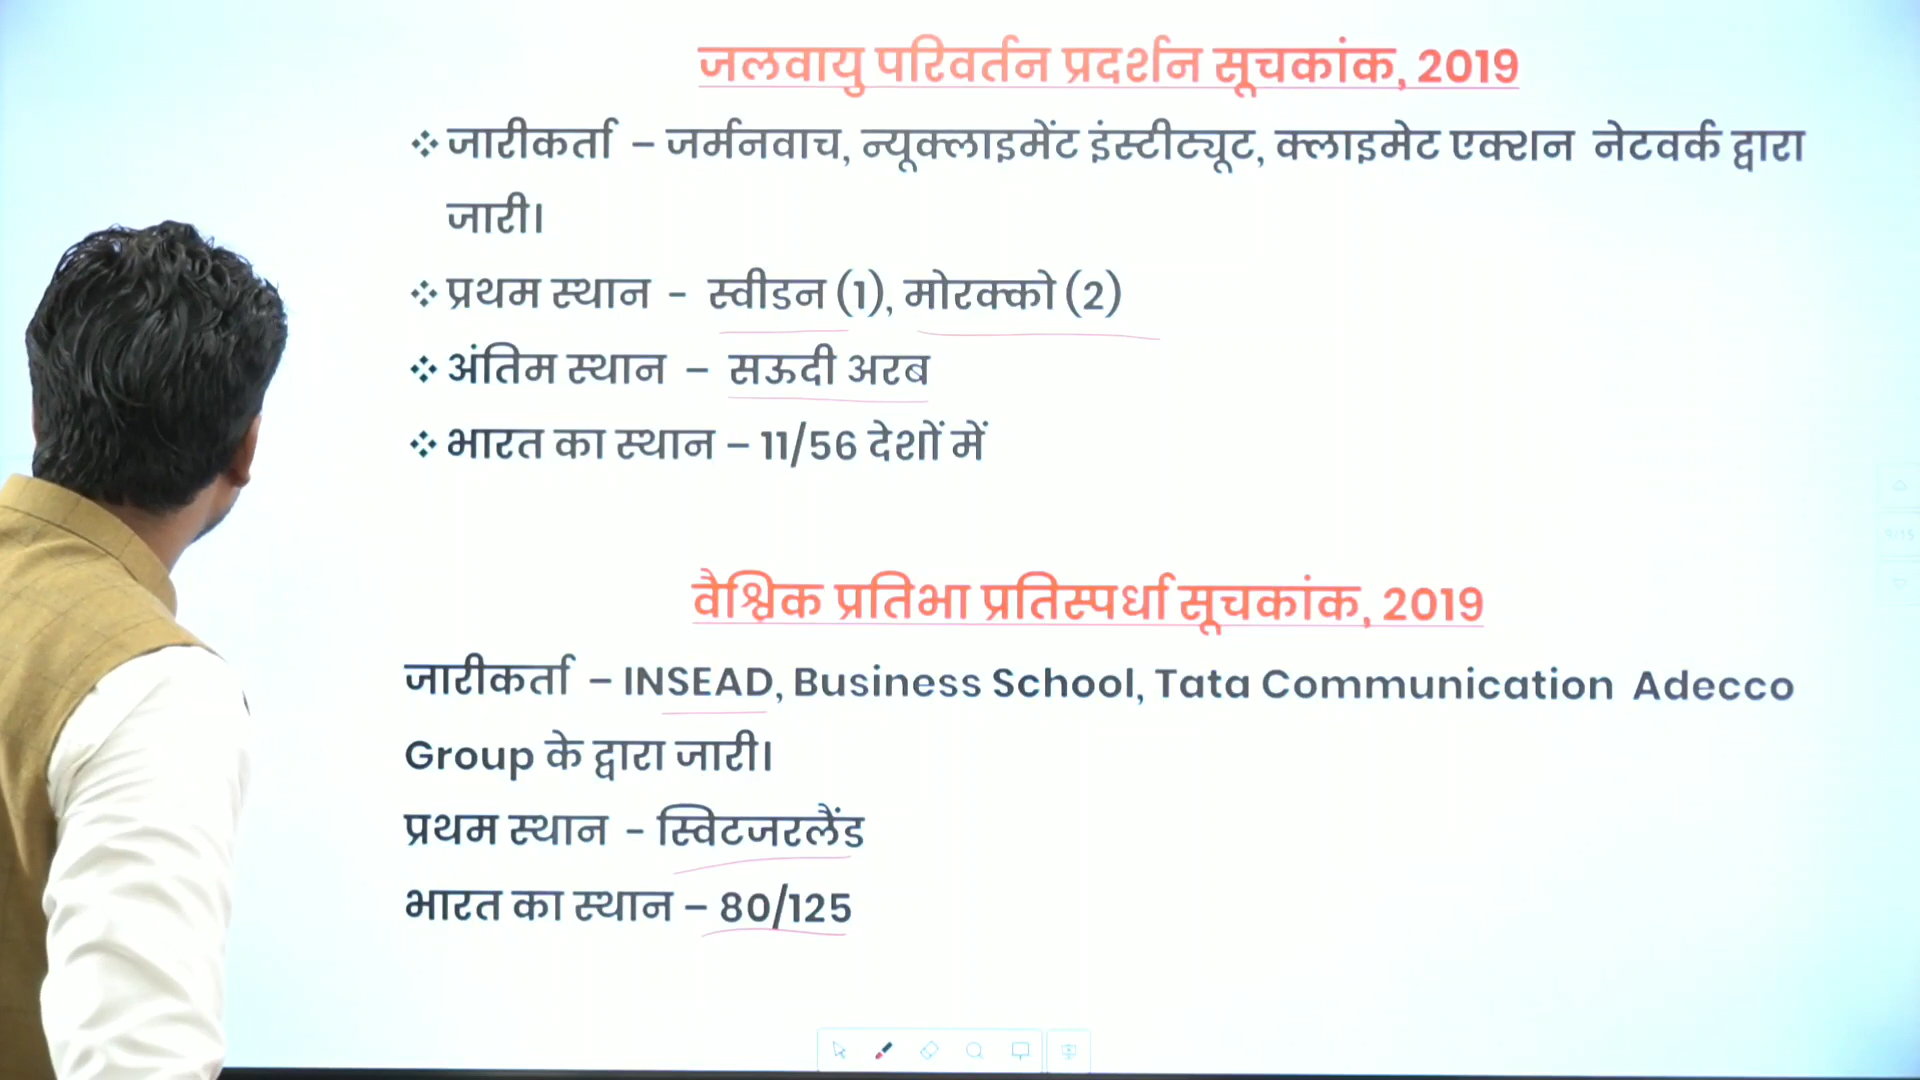 जलवायु परिवर्तन प्रदर्शन सूचकांक, 2019
❖ जारीकर्ता – जर्मनवाच, न्यूक्लाइमेंट इंस्टीट्यूट, क्लाइमेट एक्शन नेटवर्क द्वारा
जारी।
❖ प्रथम स्थान - स्वीडन (1), मोरक्को (2)
❖ अंतिम स्थान – सऊदी अरब
❖ भारत का स्थान – 11/56 देशों में
वैश्विक प्रतिभा प्रतिस्पर्धा सूचकांक, 2019
जारीकर्ता – INSEAD, Business School, Tata Communication Adecco
Group के द्वारा जारी।
प्रथम स्थान - स्विटजरलैंड
भारत का स्थान – 80/125